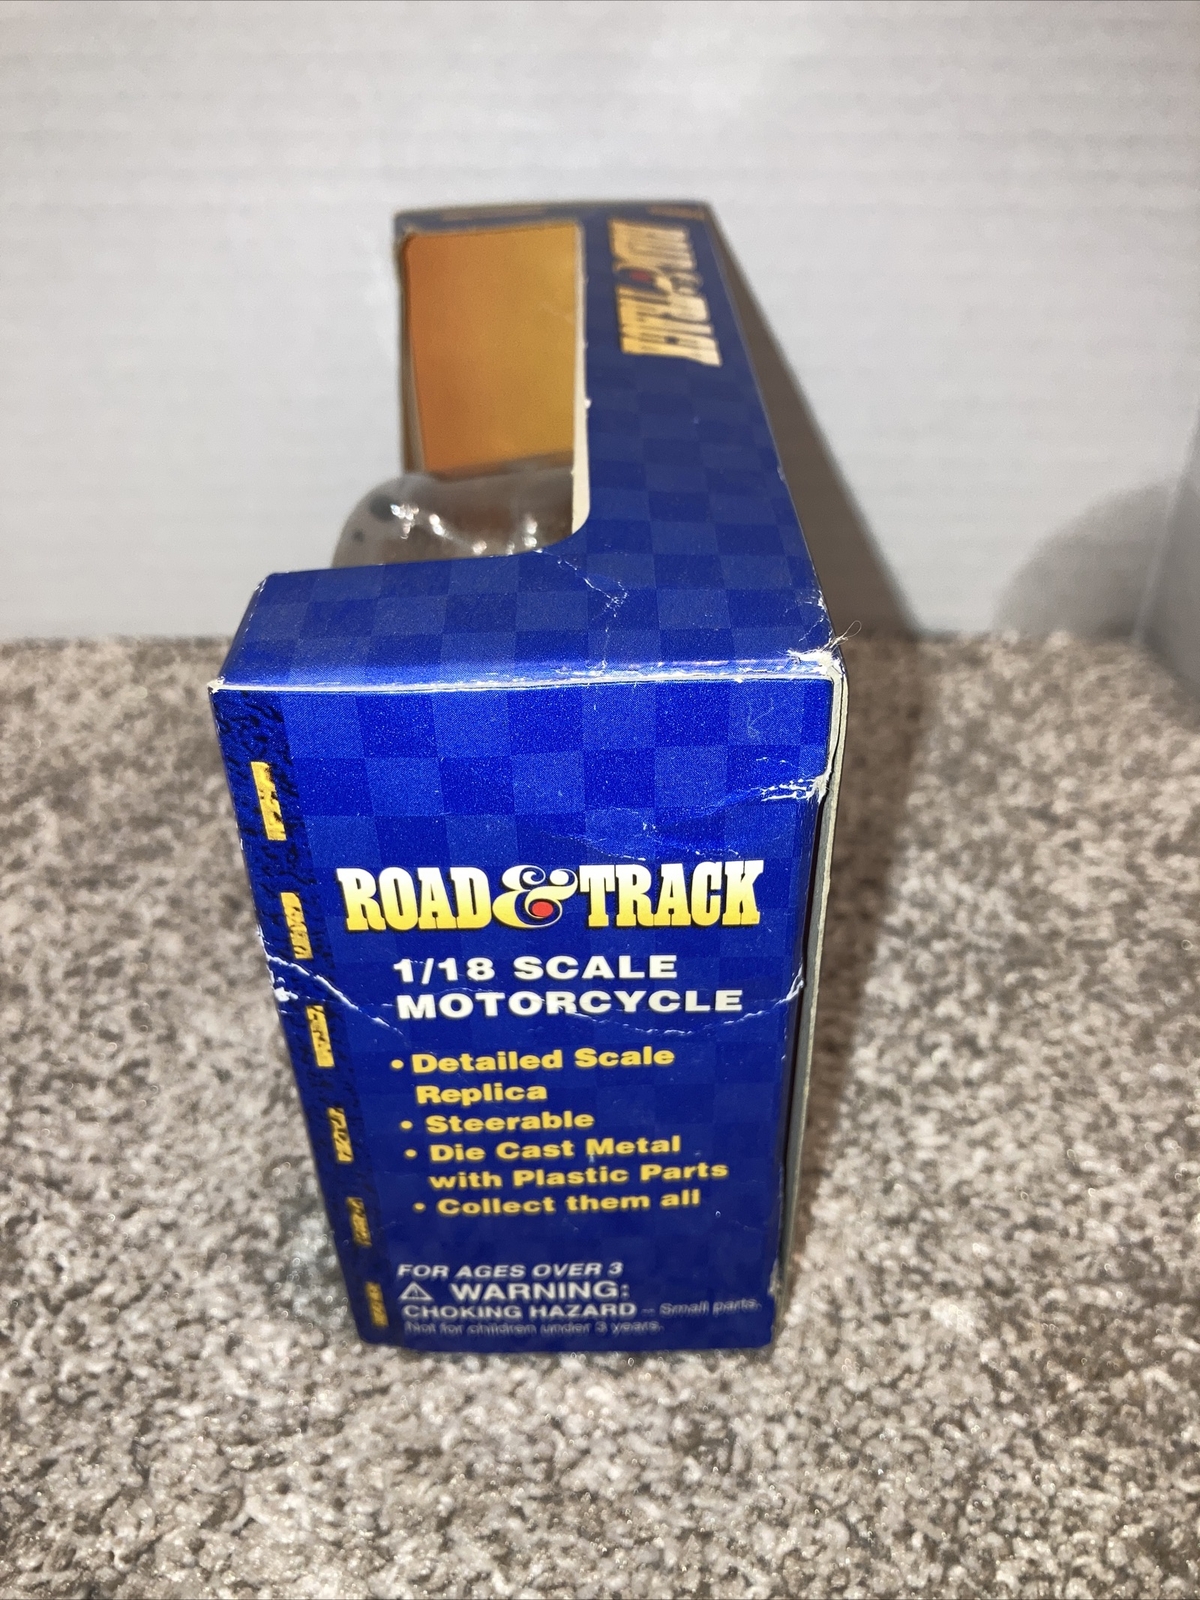 ROAD & TRACK
ROAD & TRACK
1/18 SCALE
MOTORCYCLE
• Detailed Scale
Replica
• Steerable
• Die Cast Metal
with Plastic Parts
• Collect them all
FOR AGES OVER 3
⚠ WARNING:
CHOKING HAZARD – Small parts.
Not for children under 3 years.